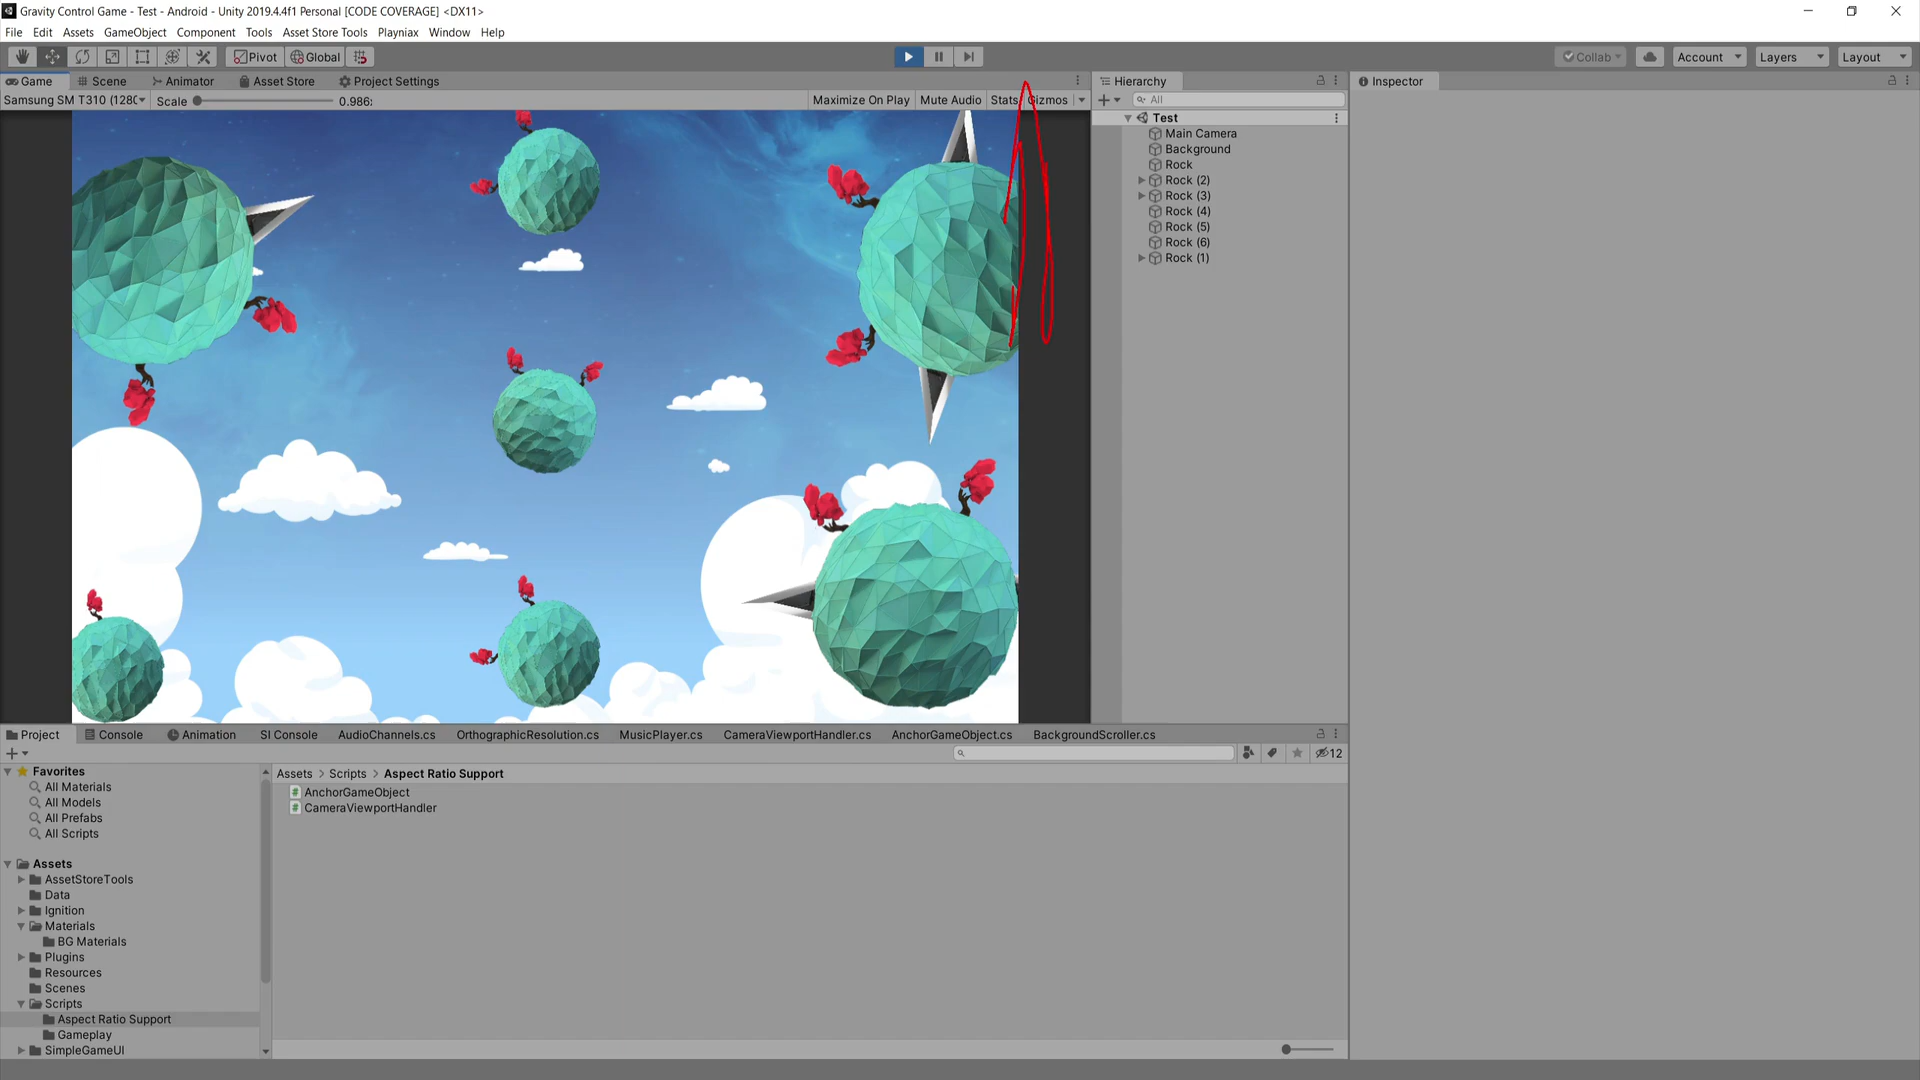 Gravity Control Game - Test - Android - Unity 2019.4.4f1 Personal [CODE COVERAGE] <DX11>
File Edit Assets GameObject Component Tools Asset Store Tools Playniax Window Help
Pivot Global Collab Account Layers Layout
Game Scene Animator Asset Store Project Settings
Hierarchy
Inspector
Samsung SM T310 (128 Scale 0.986: Maximize On Play Mute Audio Stats Gizmos
All
Test
Main Camera
Background
Rock
Rock (2)
Rock (3)
Rock (4)
Rock (5)
Rock (6)
Rock (1)
Project Console Animation SI Console AudioChannels.cs OrthographicResolution.cs MusicPlayer.cs CameraViewportHandler.cs AnchorGameObject.cs BackgroundScroller.cs
12
Favorites
All Materials
All Models
All Prefabs
All Scripts
Assets
AssetStoreTools
Data
Ignition
Materials
BG Materials
Plugins
Resources
Scenes
Scripts
Aspect Ratio Support
Gameplay
SimpleGameUI
Assets > Scripts > Aspect Ratio Support
AnchorGameObject
CameraViewportHandler